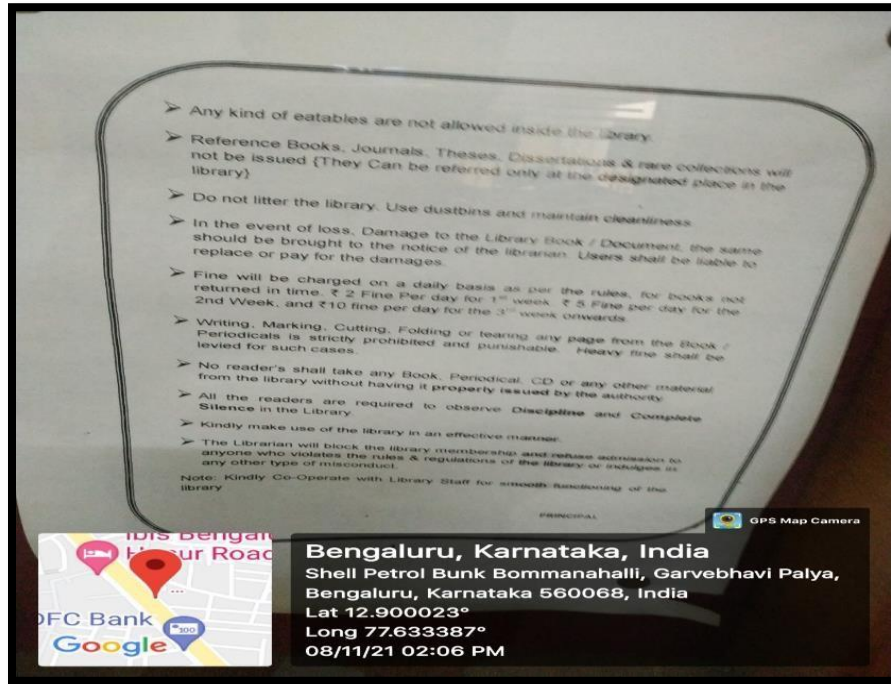 ➢ Any kind of eatables are not allowed inside the library.
➢ Reference Books, Journals, Theses, Dissertations & rare collections will
not be issued {They Can be referred only at the designated place in the
library}
➢ Do not litter the library. Use dustbins and maintain cleanliness.
➢ In the event of loss, Damage to the Library Book / Document, the same
should be brought to the notice of the librarian. Users shall be liable to
replace or pay for the damages.
➢ Fine will be charged on a daily basis as per the rules, for books not
returned in time. ₹ 2 Fine Per day for 1st week ₹ 5 Fine per day for the
2nd Week, and ₹10 fine per day for the 3rd week onwards.
➢ Writing, Marking, Cutting, Folding or tearing any page from the Book /
Periodicals is strictly prohibited and punishable. Heavy fine shall be
levied for such cases.
➢ No reader's shall take any Book, Periodical, CD or any other material
from the library without having it properly issued by the authority.
➢ All the readers are required to observe Discipline and Complete
Silence in the Library
➢ Kindly make use of the library in an effective manner.
➢ The Librarian will block the library membership and refuse admission to
anyone who violates the rules & regulations of the library or indulges in
any other type of misconduct.
Note: Kindly Co-Operate with Library Staff for smooth functioning of the
library
PRINCIPAL
GPS Map Camera
ibis Bengal
Hosur Road
DFC Bank
100
Google
Bengaluru, Karnataka, India
Shell Petrol Bunk Bommanahalli, Garvebhavi Palya,
Bengaluru, Karnataka 560068, India
Lat 12.900023°
Long 77.633387°
08/11/21 02:06 PM